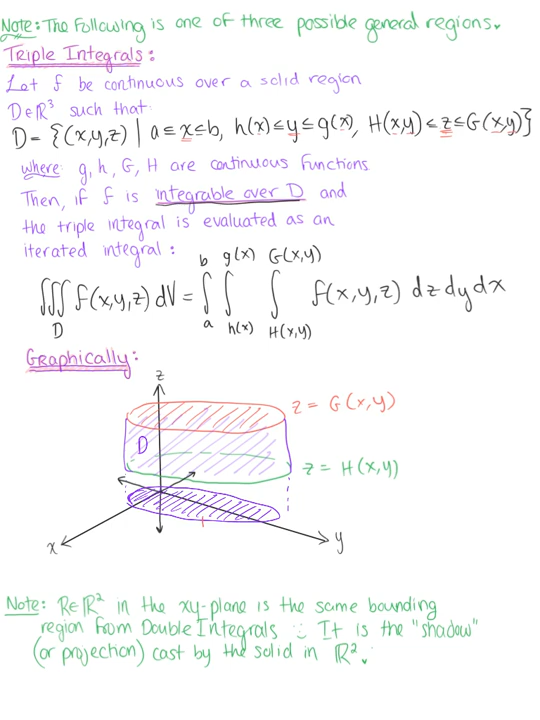 Note: The following is one of three possible general regions.
Triple Integrals:
Let f be continuous over a solid region
D∈ℝ³ such that:
D = {(x,y,z) | a ≤ x ≤ b, h(x) ≤ y ≤ g(x), H(x,y) ≤ z ≤ G(x,y)}
where: g, h, G, H are continuous functions
Then, if f is integrable over D and
the triple integral is evaluated as an
iterated integral:
∭_D f(x,y,z) dV = ∫_a^b ∫_{h(x)}^{g(x)} ∫_{H(x,y)}^{G(x,y)} f(x,y,z) dz dy dx
Graphically:
z
z = G(x,y)
D
z = H(x,y)
x
y
Note: R∈ℝ² in the xy-plane is the same bounding
region from Double Integrals :) It is the "shadow"
(or projection) cast by the solid in ℝ².